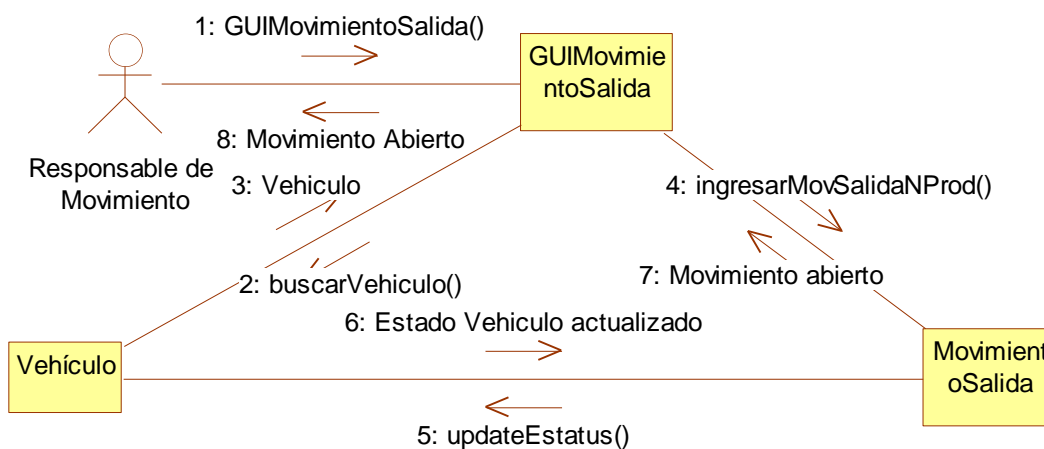 1: GUIMovimientoSalida()
GUIMovimie
ntoSalida
8: Movimiento Abierto
Responsable de
Movimiento
3: Vehiculo
4: ingresarMovSalidaNProd()
2: buscarVehiculo()
7: Movimiento abierto
6: Estado Vehiculo actualizado
Vehículo
Movimient
oSalida
5: updateEstatus()